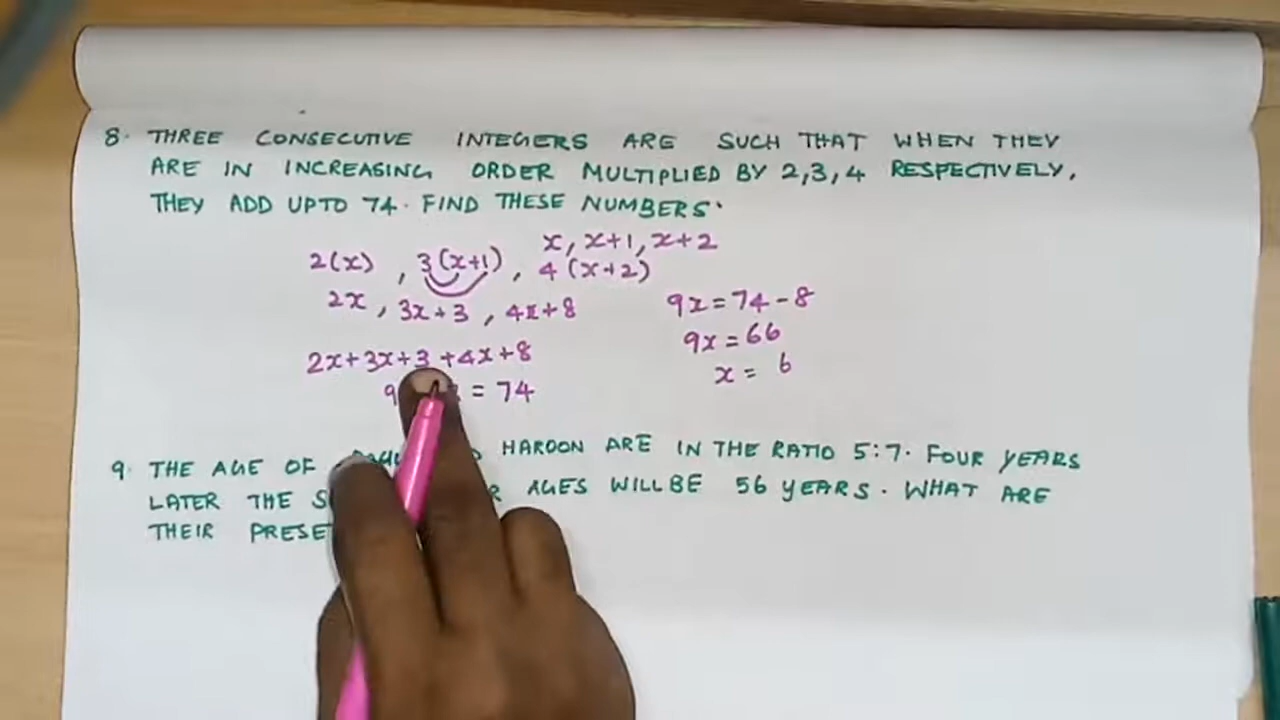 8. THREE CONSECUTIVE INTEGERS ARE SUCH THAT WHEN THEY
ARE IN INCREASING ORDER MULTIPLIED BY 2,3,4 RESPECTIVELY,
THEY ADD UPTO 74. FIND THESE NUMBERS.
x, x+1, x+2
2(x) , 3(x+1) , 4(x+2)
2x , 3x+3 , 4x+8
2x+3x+3+4x+8
9 = 74
9x = 74-8
9x = 66
x = 6
9. THE AGE OF HAROON ARE IN THE RATIO 5:7. FOUR YEARS
LATER THE AGES WILL BE 56 YEARS. WHAT ARE
THEIR